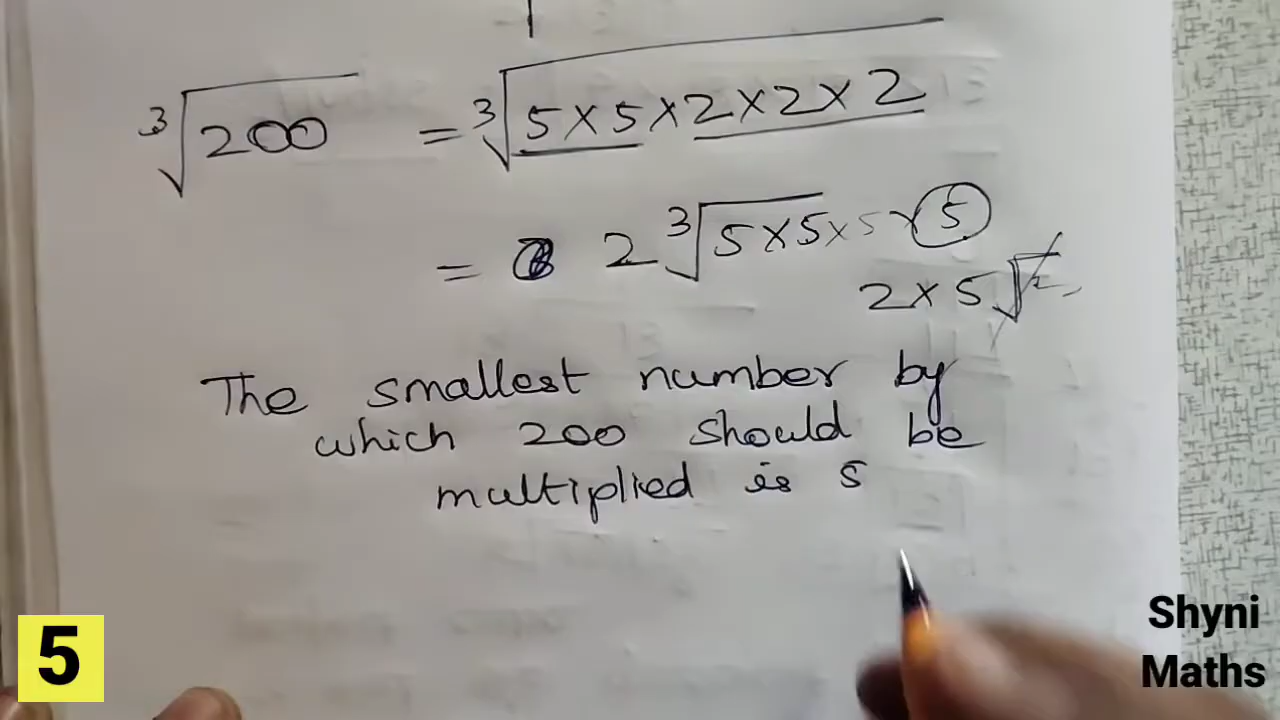 ∛200 = ∛5×5×2×2×2
= 2 ∛5×5×5×5
2×5√
The smallest number by
which 200 should be
multiplied is 5
5
Shyni
Maths